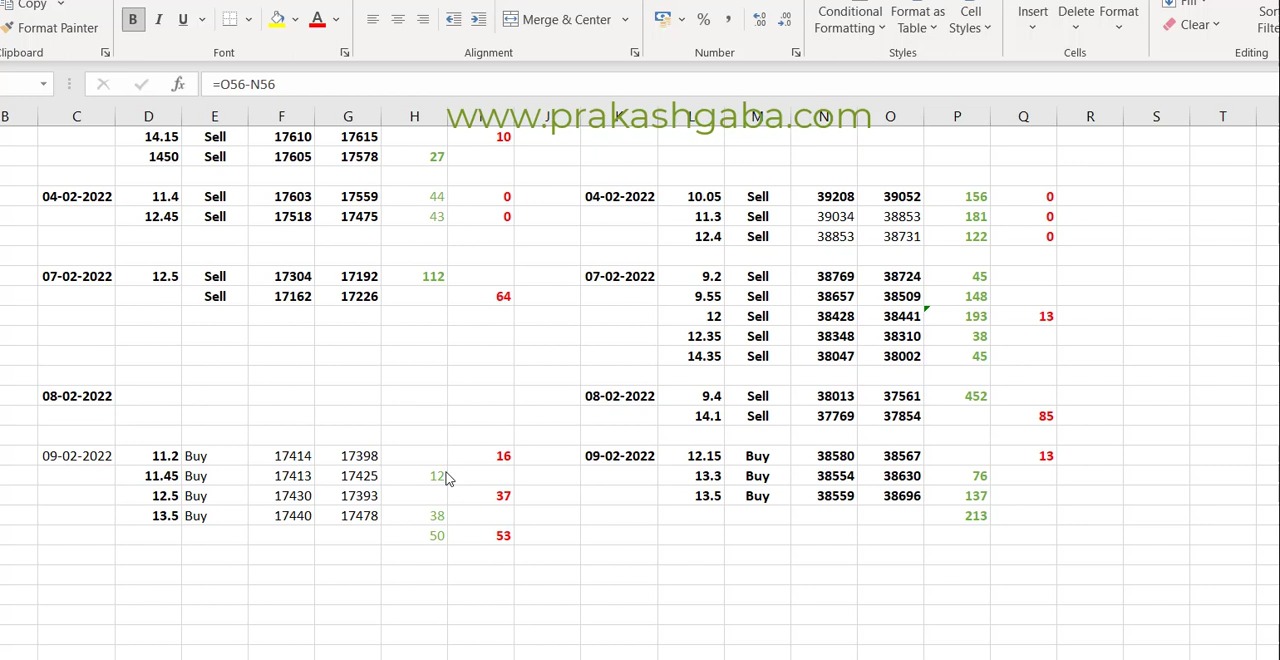 Copy Conditional Format as Cell Insert Delete Format Fill
Format Painter B I U A Merge & Center % , Formatting Table Styles Clear
Clipboard Font Alignment Number Styles Cells Editing
fx =O56-N56
www.prakashgaba.com
B C D E F G H J K L M N O P Q R S T
14.15 Sell 17610 17615 10
1450 Sell 17605 17578 27
04-02-2022 11.4 Sell 17603 17559 44 0 04-02-2022 10.05 Sell 39208 39052 156 0
12.45 Sell 17518 17475 43 0 11.3 Sell 39034 38853 181 0
12.4 Sell 38853 38731 122 0
07-02-2022 12.5 Sell 17304 17192 112 07-02-2022 9.2 Sell 38769 38724 45
Sell 17162 17226 64 9.55 Sell 38657 38509 148
12 Sell 38428 38441 193 13
12.35 Sell 38348 38310 38
14.35 Sell 38047 38002 45
08-02-2022 08-02-2022 9.4 Sell 38013 37561 452
14.1 Sell 37769 37854 85
09-02-2022 11.2 Buy 17414 17398 16 09-02-2022 12.15 Buy 38580 38567 13
11.45 Buy 17413 17425 12 13.3 Buy 38554 38630 76
12.5 Buy 17430 17393 37 13.5 Buy 38559 38696 137
13.5 Buy 17440 17478 38 213
50 53